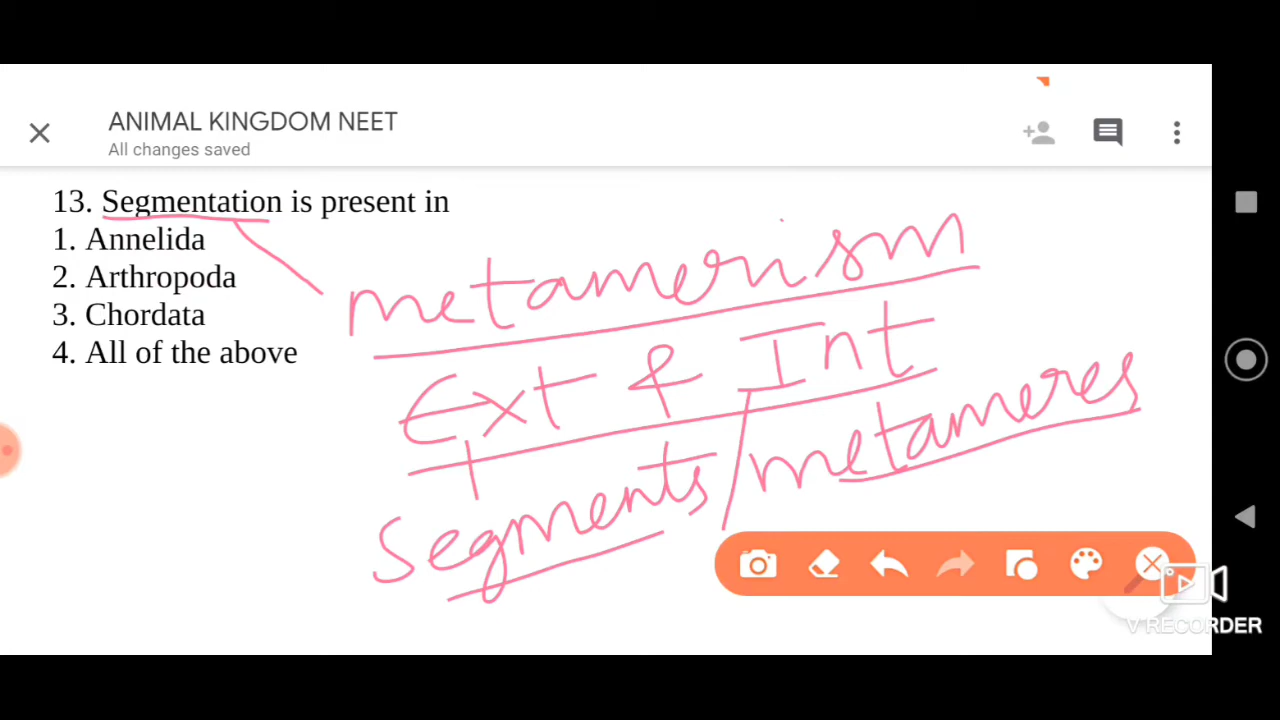 ANIMAL KINGDOM NEET
All changes saved
13. Segmentation is present in
1. Annelida
2. Arthropoda
3. Chordata
4. All of the above
metamerism
Ext & Int
segments/metameres
V RECORDER